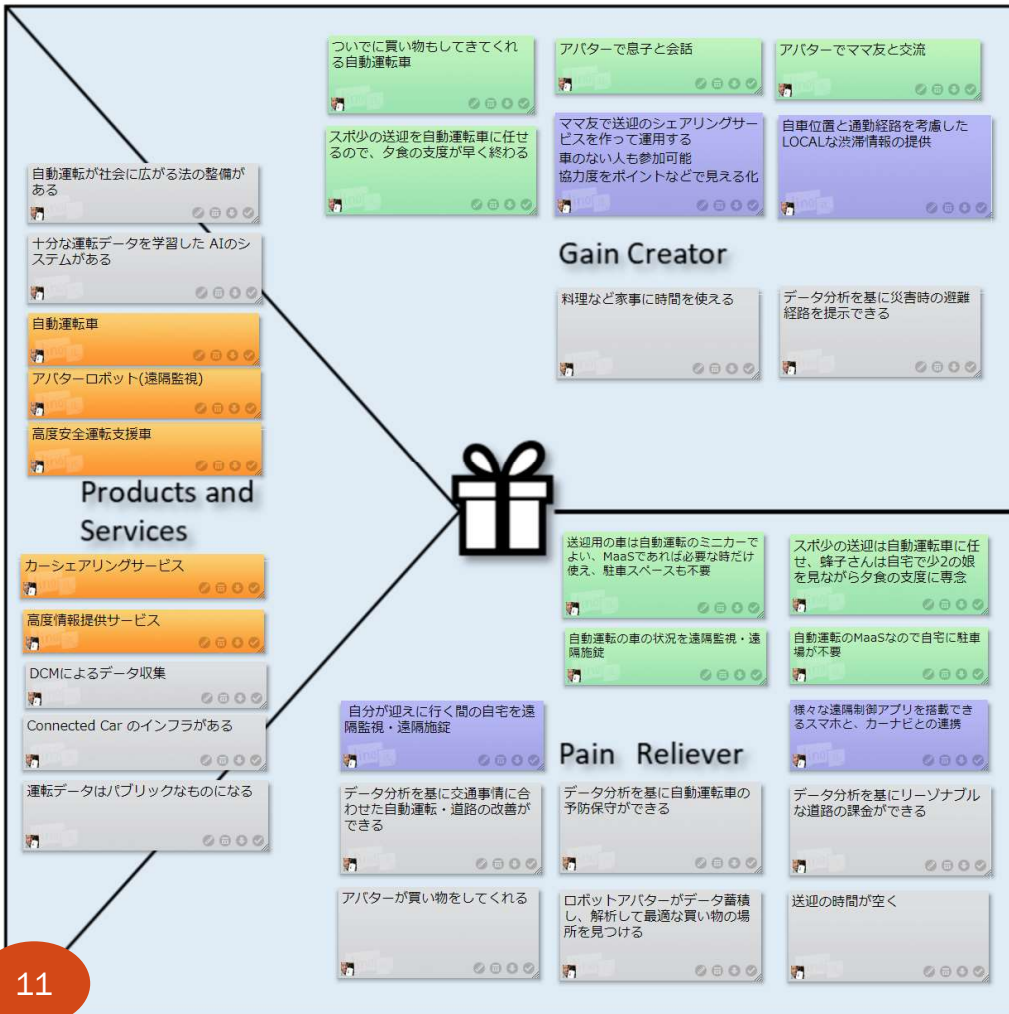 ついでに買い物もしてきてくれ
る自動運転車
アバターで息子と会話
アバターでママ友と交流
スポ少の送迎を自動運転車に任せ
るので、夕食の支度が早く終わる
ママ友で送迎のシェアリングサー
ビスを作って運用する
車のない人も参加可能
協力度をポイントなどで見える化
自車位置と通勤経路を考慮した
LOCALな渋滞情報の提供
Gain Creator
料理など家事に時間を使える
データ分析を基に災害時の避難
経路を提示できる
自動運転が社会に広がる法の整備が
ある
十分な運転データを学習した AIのシ
ステムがある
自動運転車
アバターロボット(遠隔監視)
高度安全運転支援車
Products and
Services
カーシェアリングサービス
高度情報提供サービス
DCMによるデータ収集
Connected Car のインフラがある
運転データはパブリックなものになる
送迎用の車は自動運転のミニカーで
よい、MaaSであれば必要な時だけ
使え、駐車スペースも不要
スポ少の送迎は自動運転車に任
せ、蜂子さんは自宅で少2の娘
を見ながら夕食の支度に専念
自動運転の車の状況を遠隔監視・遠
隔施錠
自動運転のMaaSなので自宅に駐車
場が不要
自分が迎えに行く間の自宅を遠
隔監視・遠隔施錠
Pain Reliever
様々な遠隔制御アプリを搭載でき
るスマホと、カーナビとの連携
データ分析を基に交通事情に合
わせた自動運転・道路の改善が
できる
データ分析を基に自動運転車の
予防保守ができる
データ分析を基にリーゾナブル
な道路の課金ができる
アバターが買い物をしてくれる
ロボットアバターがデータ蓄積
し、解析して最適な買い物の場
所を見つける
送迎の時間が空く
11